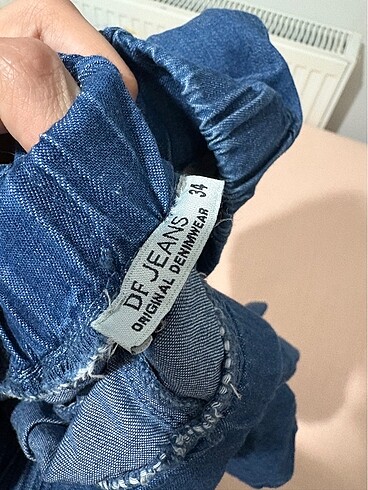 DF JEANS
ORIGINAL DENIMWEAR
34